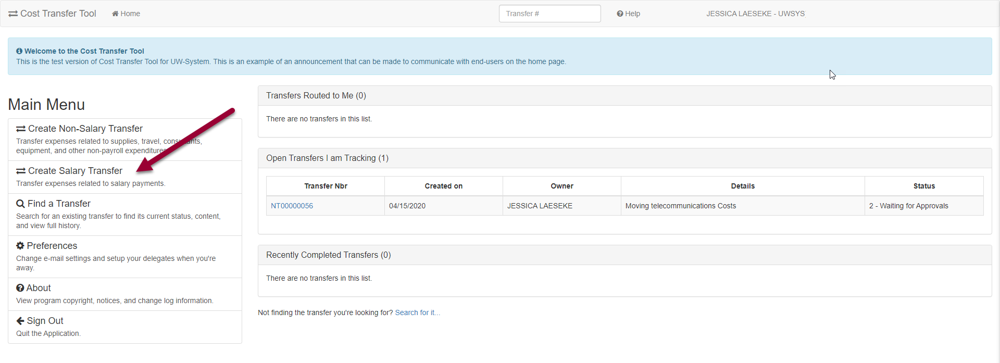 Cost Transfer Tool Home Transfer # Help JESSICA LAESEKE - UWSYS
Welcome to the Cost Transfer Tool
This is the test version of Cost Transfer Tool for UW-System. This is an example of an announcement that can be made to communicate with end-users on the home page.
Main Menu
Create Non-Salary Transfer
Transfer expenses related to supplies, travel, consultants,
equipment, and other non-payroll expenditures
Create Salary Transfer
Transfer expenses related to salary payments.
Find a Transfer
Search for an existing transfer to find its current status, content,
and view full history.
Preferences
Change e-mail settings and setup your delegates when you're
away.
About
View program copyright, notices, and change log information.
Sign Out
Quit the Application.
Transfers Routed to Me (0)
There are no transfers in this list.
Open Transfers I am Tracking (1)
Transfer Nbr Created on Owner Details Status
NT00000056 04/15/2020 JESSICA LAESEKE Moving telecommunications Costs 2 - Waiting for Approvals
Recently Completed Transfers (0)
There are no transfers in this list.
Not finding the transfer you're looking for? Search for it...